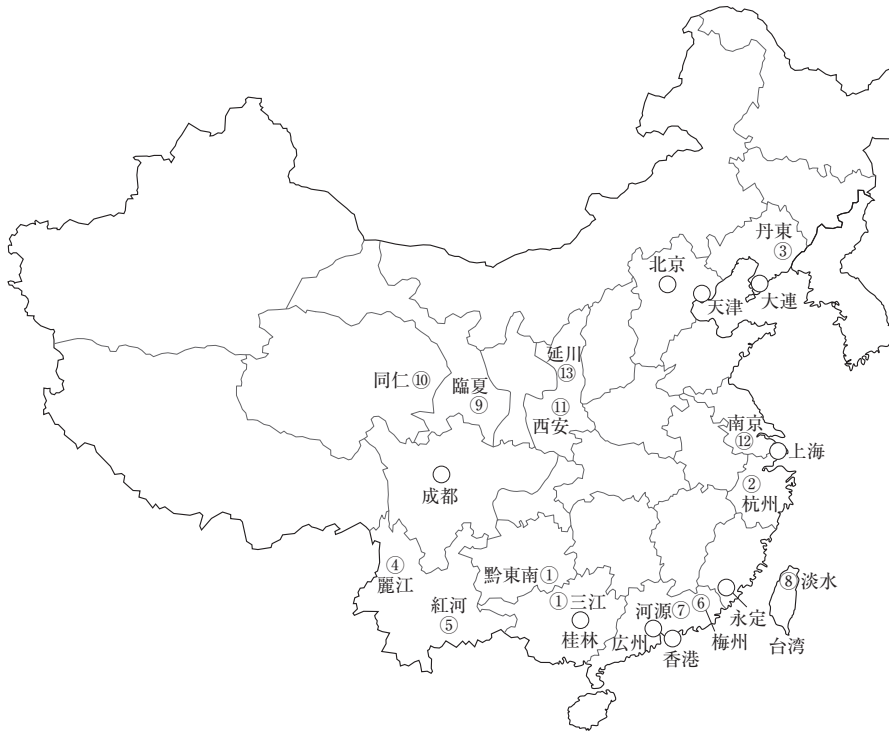 丹東
③
北京
天津
大連
延川
⑬
同仁⑩
臨夏
⑨
⑪
西安
南京
⑫
上海
成都
②
杭州
④
麗江
黔東南①
①三江
紅河
⑤
桂林
河源⑦
⑥
⑧淡水
永定
広州
梅州
香港
台湾